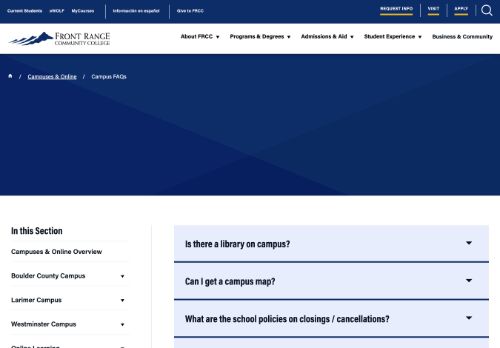 Current Students eWOLF MyCourses Información en español Give to FRCC REQUEST INFO VISIT APPLY
FRONT RANGE
COMMUNITY COLLEGE
About FRCC Programs & Degrees Admissions & Aid Student Experience Business & Community
/ Campuses & Online / Campus FAQs
In this Section
Campuses & Online Overview
Boulder County Campus
Larimer Campus
Westminster Campus
Online Learning
Is there a library on campus?
Can I get a campus map?
What are the school policies on closings / cancellations?